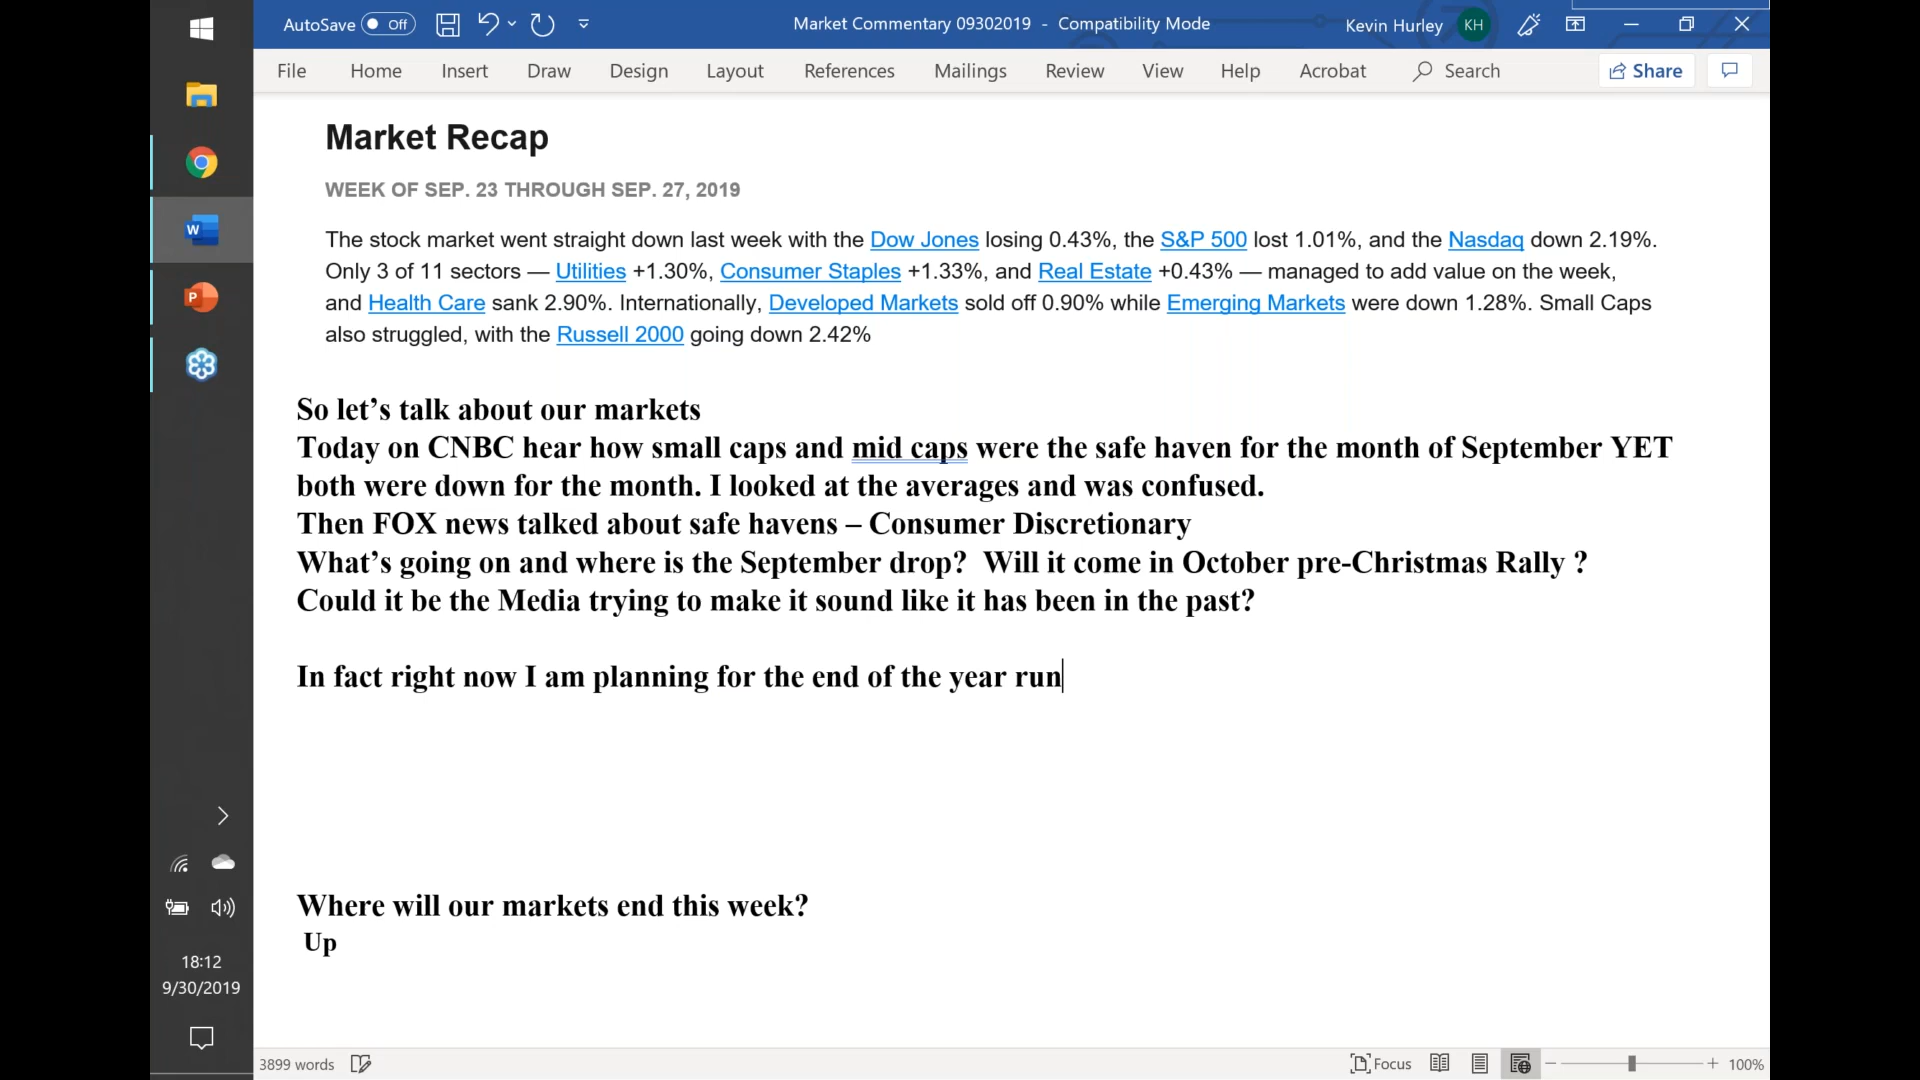 AutoSave Off Market Commentary 09302019 - Compatibility Mode Kevin Hurley KH
File Home Insert Draw Design Layout References Mailings Review View Help Acrobat Search Share
Market Recap
WEEK OF SEP. 23 THROUGH SEP. 27, 2019
The stock market went straight down last week with the Dow Jones losing 0.43%, the S&P 500 lost 1.01%, and the Nasdaq down 2.19%.
Only 3 of 11 sectors — Utilities +1.30%, Consumer Staples +1.33%, and Real Estate +0.43% — managed to add value on the week,
and Health Care sank 2.90%. Internationally, Developed Markets sold off 0.90% while Emerging Markets were down 1.28%. Small Caps
also struggled, with the Russell 2000 going down 2.42%
So let’s talk about our markets
Today on CNBC hear how small caps and mid caps were the safe haven for the month of September YET
both were down for the month. I looked at the averages and was confused.
Then FOX news talked about safe havens – Consumer Discretionary
What’s going on and where is the September drop?  Will it come in October pre-Christmas Rally ?
Could it be the Media trying to make it sound like it has been in the past?
In fact right now I am planning for the end of the year run
Where will our markets end this week?
Up
W
P
18:12
9/30/2019
3899 words Focus 100%